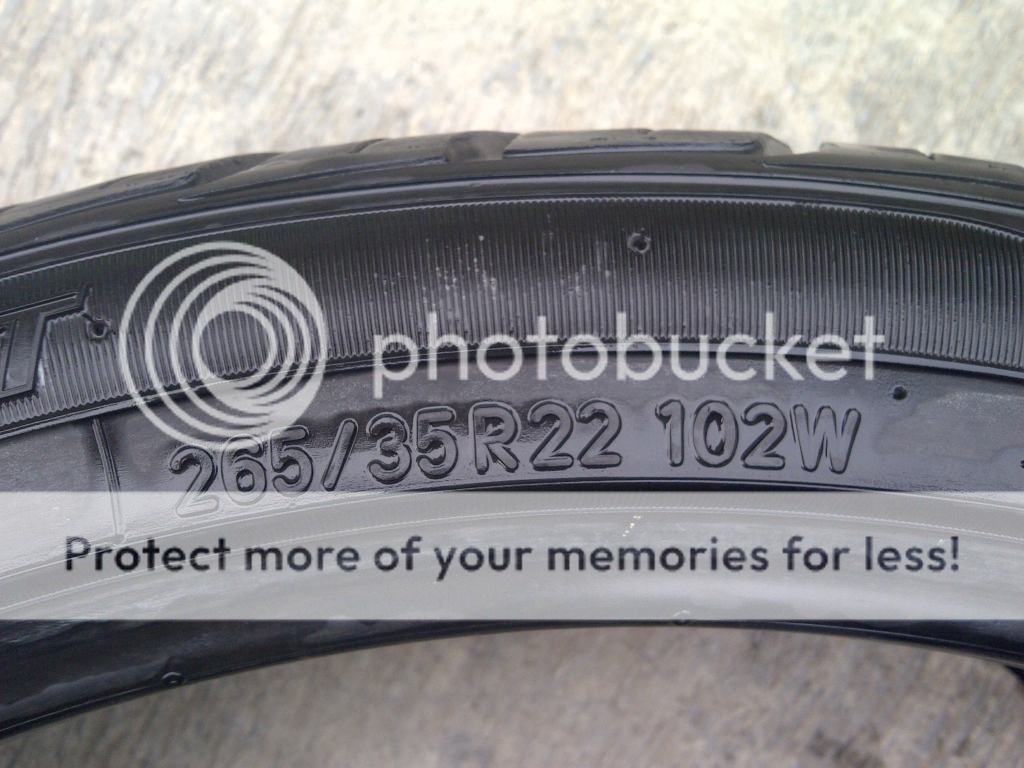 T
photobucket
265/35R22 102W
Protect more of your memories for less!